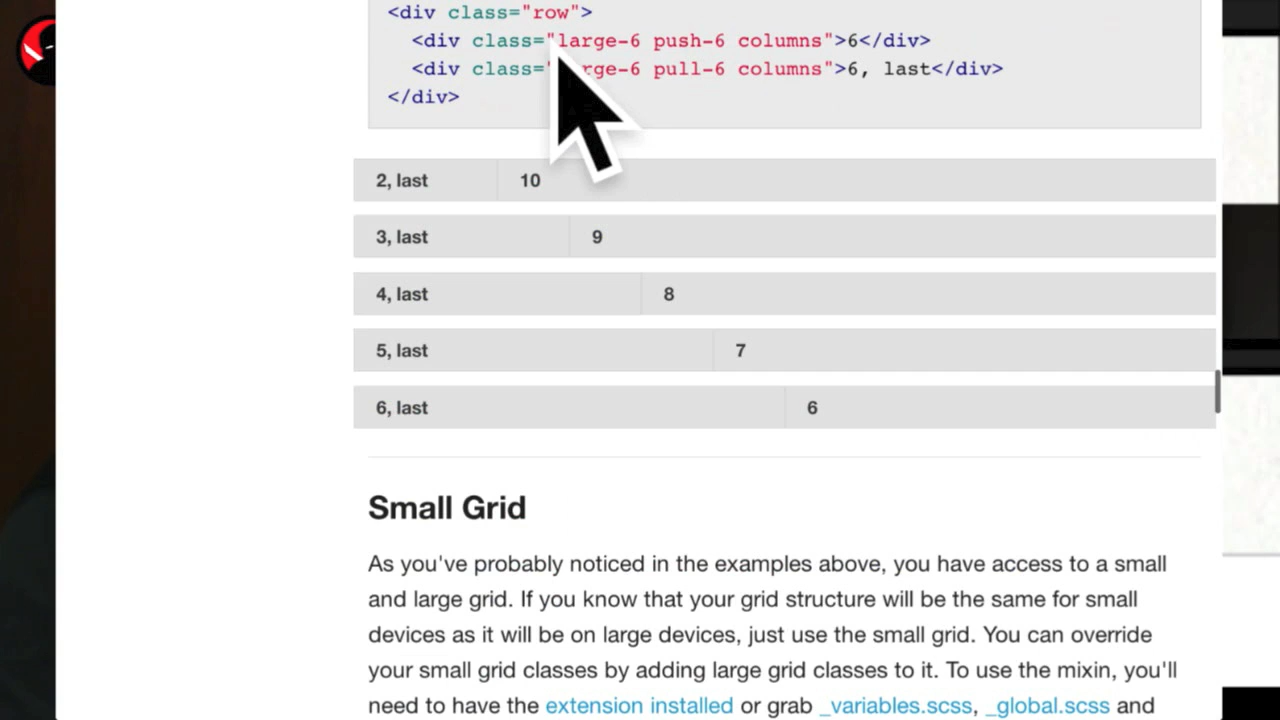 <div class="row">
<div class="large-6 push-6 columns">6</div>
<div class=" rge-6 pull-6 columns">6, last</div>
</div>
2, last 10
3, last 9
4, last 8
5, last 7
6, last 6
Small Grid
As you've probably noticed in the examples above, you have access to a small
and large grid. If you know that your grid structure will be the same for small
devices as it will be on large devices, just use the small grid. You can override
your small grid classes by adding large grid classes to it. To use the mixin, you'll
need to have the extension installed or grab _variables.scss, _global.scss and